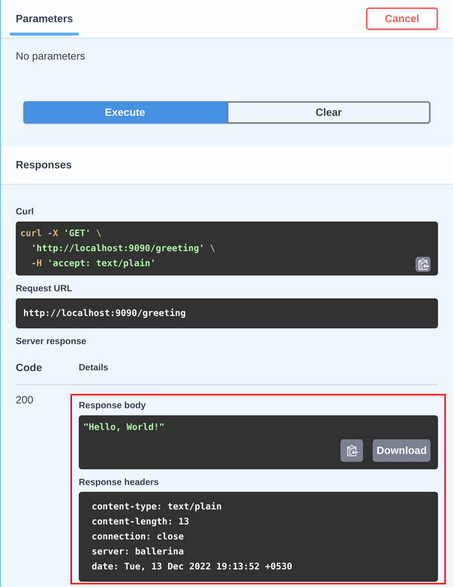 Parameters
Cancel
No parameters
Execute
Clear
Responses
Curl
curl -X 'GET' \
'http://localhost:9090/greeting' \
-H 'accept: text/plain'
Request URL
http://localhost:9090/greeting
Server response
Code
Details
200
Response body
"Hello, World!"
Download
Response headers
content-type: text/plain
content-length: 13
connection: close
server: ballerina
date: Tue, 13 Dec 2022 19:13:52 +0530